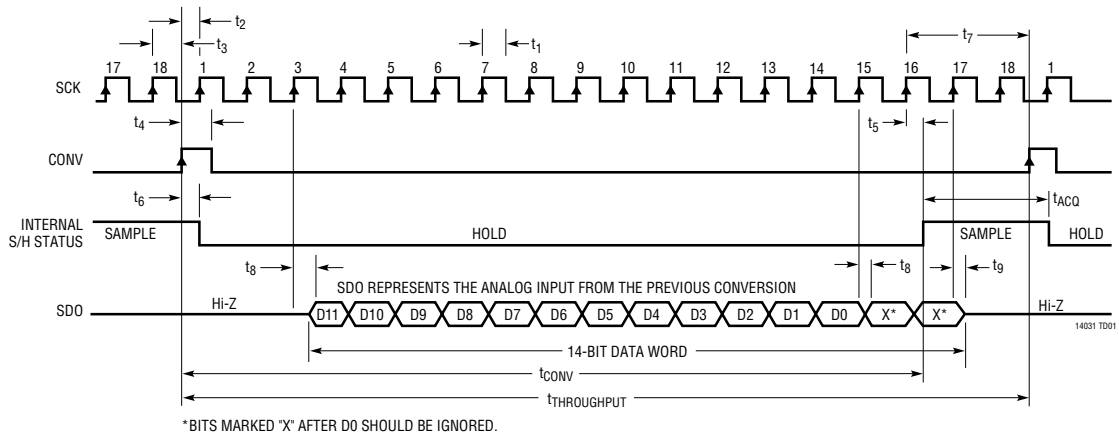 t2
t3
t1
t7
17 18 1 2 3 4 5 6 7 8 9 10 11 12 13 14 15 16 17 18 1
SCK
t4
t5
CONV
t6
tACQ
INTERNAL
S/H STATUS
SAMPLE
HOLD
SAMPLE
HOLD
t8
t8
t9
SDO REPRESENTS THE ANALOG INPUT FROM THE PREVIOUS CONVERSION
SDO
Hi-Z
D11 D10 D9 D8 D7 D6 D5 D4 D3 D2 D1 D0 X* X*
Hi-Z
14031 TD01
14-BIT DATA WORD
tCONV
tTHROUGHPUT
*BITS MARKED "X" AFTER D0 SHOULD BE IGNORED.